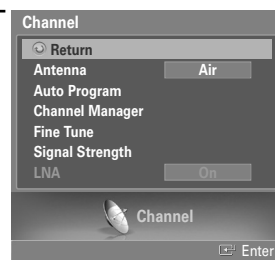 Channel
Return
Antenna Air
Auto Program
Channel Manager
Fine Tune
Signal Strength
LNA On
Channel
Enter